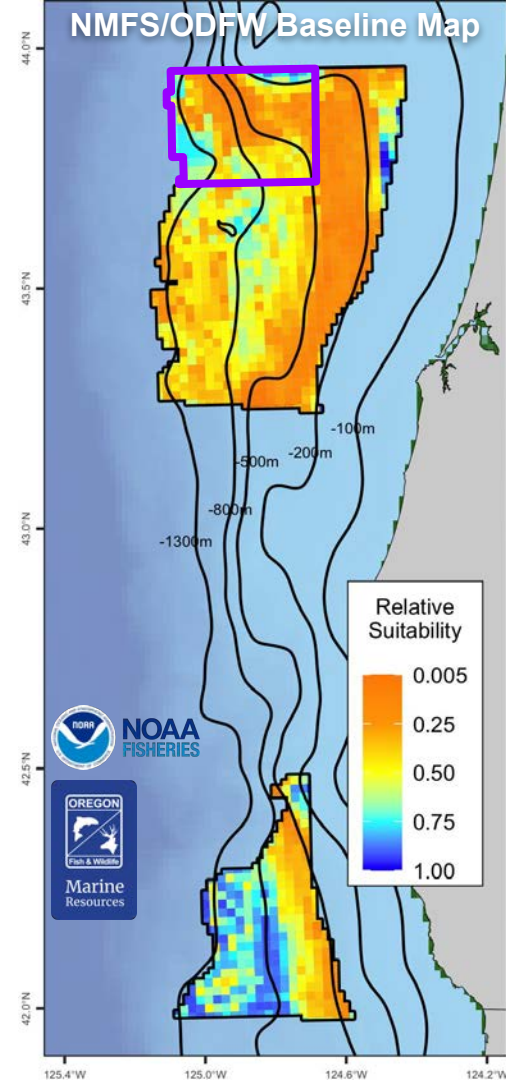 NMFS/ODFW Baseline Map
44.0°N
43.5°N
-100m
-200m
-500m
-800m
43.0°N
-1300m
Relative
Suitability
0.005
0.25
0.50
0.75
1.00
NOAA
NOAA
FISHERIES
42.5°N
OREGON
Fish & Wildlife
Marine
Resources
42.0°N
125.4°W
125.0°W
124.6°W
124.2°W